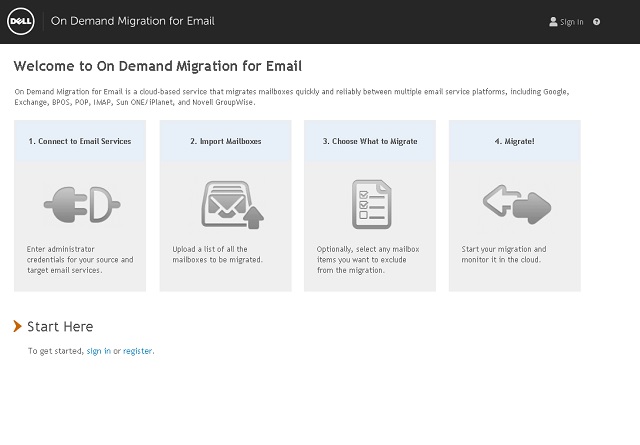 DELL
On Demand Migration for Email
Sign In
?
Welcome to On Demand Migration for Email
On Demand Migration for Email is a cloud-based service that migrates mailboxes quickly and reliably between multiple email service platforms, including Google,
Exchange, BPOS, POP, IMAP, Sun ONE/iPlanet, and Novell GroupWise.
1. Connect to Email Services
Enter administrator
credentials for your source and
target email services.
2. Import Mailboxes
Upload a list of all the
mailboxes to be migrated.
3. Choose What to Migrate
Optionally, select any mailbox
items you want to exclude
from the migration.
4. Migrate!
Start your migration and
monitor it in the cloud.
Start Here
To get started, sign in or register.